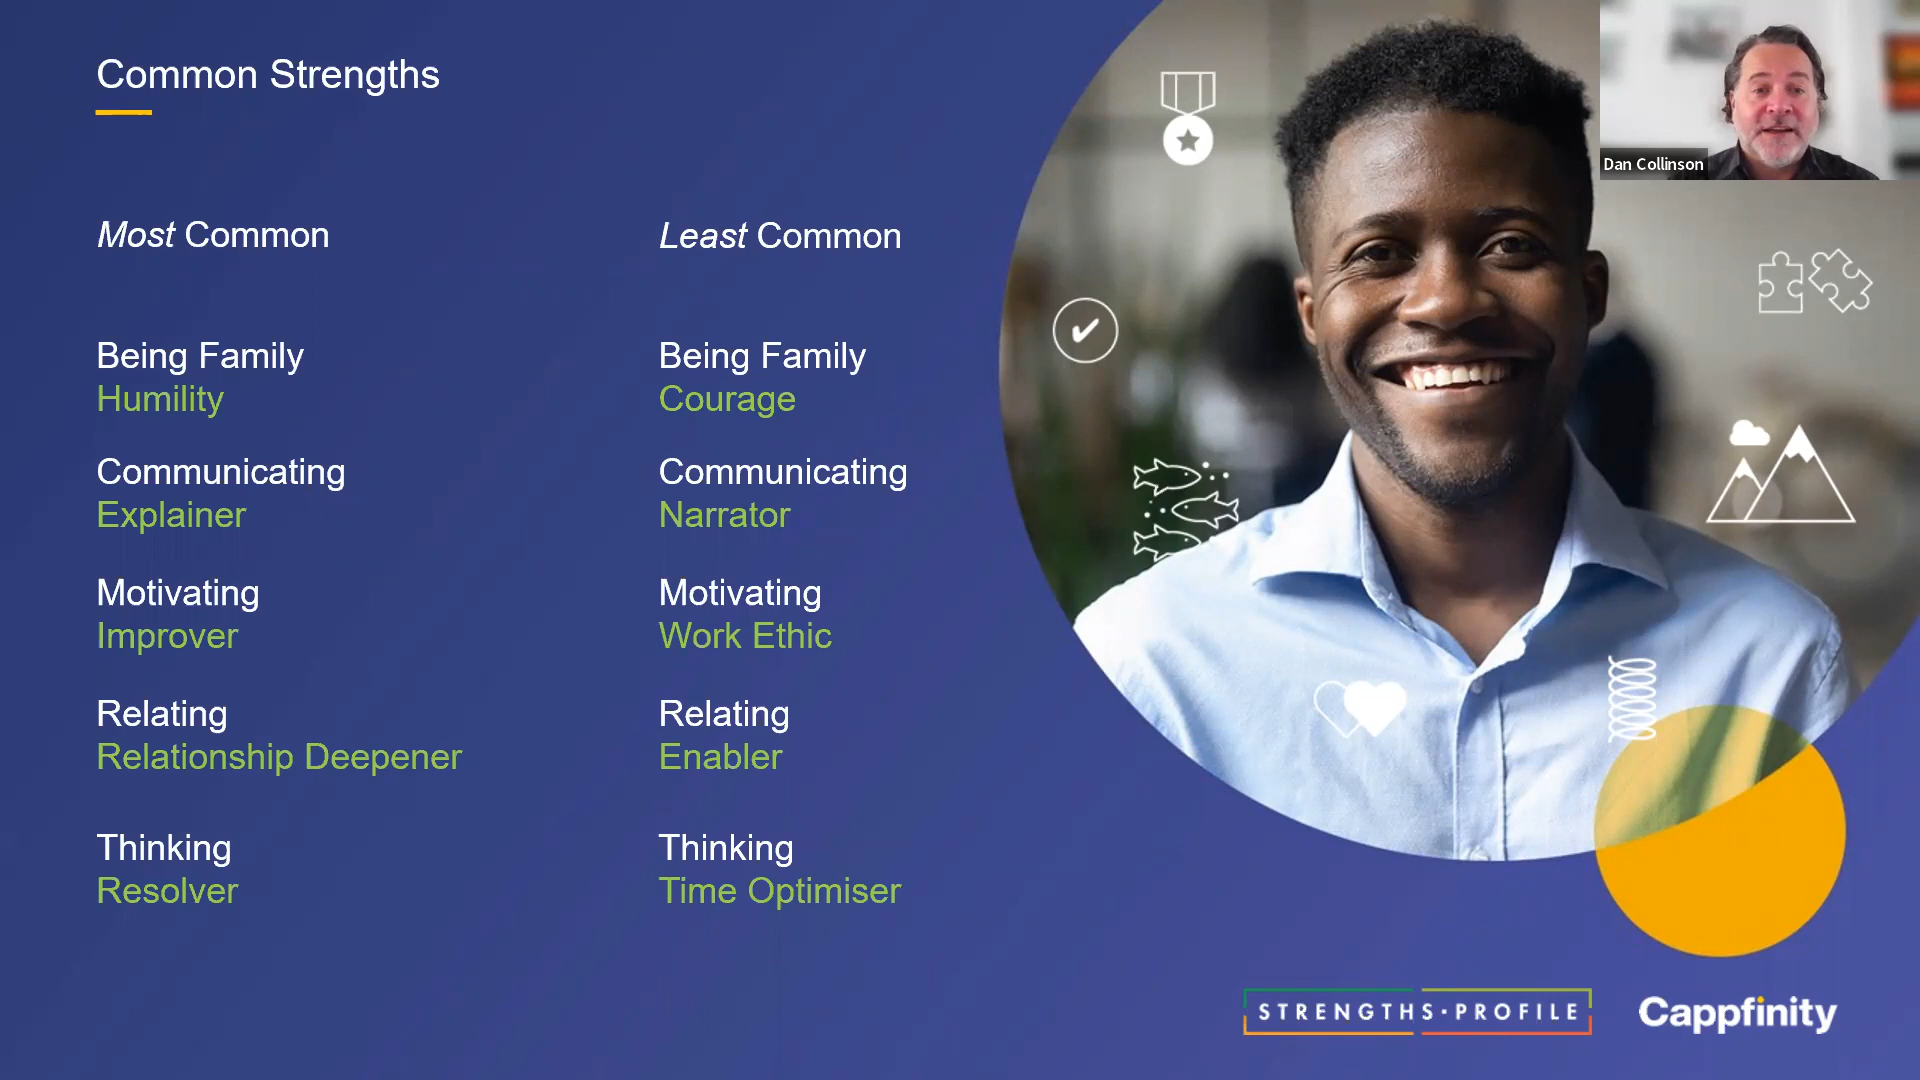 Common Strengths
Dan Collinson
Most Common
Least Common
Being Family
Humility
Being Family
Courage
Communicating
Explainer
Communicating
Narrator
Motivating
Improver
Motivating
Work Ethic
Relating
Relationship Deepener
Relating
Enabler
Thinking
Resolver
Thinking
Time Optimiser
STRENGTHS·PROFILE
Cappfinity